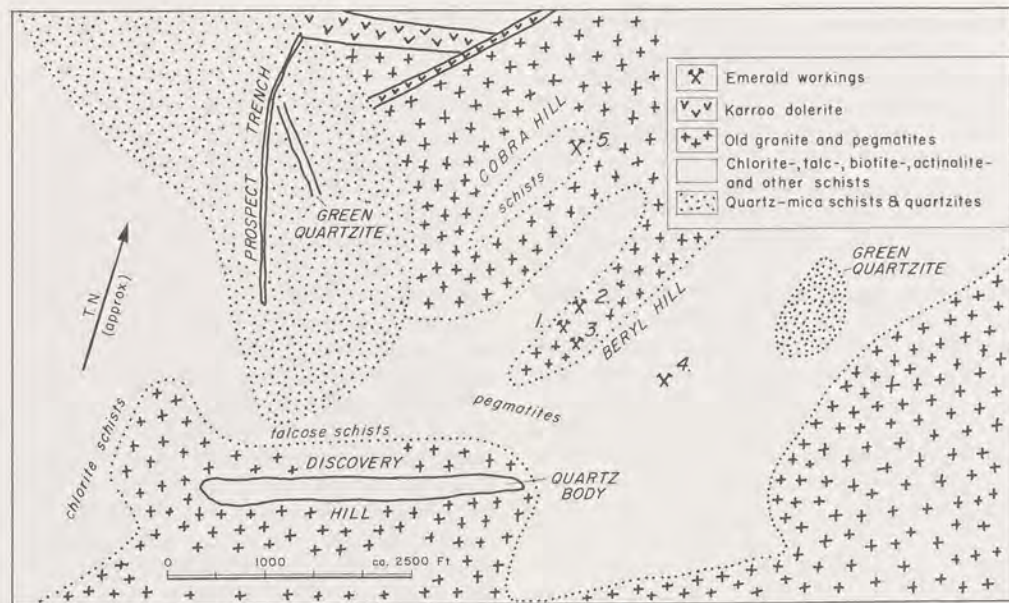 Emerald workings
Karroo dolerite
Old granite and pegmatites
Chlorite-, talc-, biotite-, actinolite-
and other schists
Quartz-mica schists & quartzites
PROSPECT TRENCH
GREEN
QUARTZITE
COBRA HILL
schists
5.
T.N
(approx.)
1.
2.
3.
BERYL HILL
4.
GREEN
QUARTZITE
pegmatites
chlorite schists
talcose schists
DISCOVERY
HILL
QUARTZ
BODY
0 1000 ca. 2500 Ft